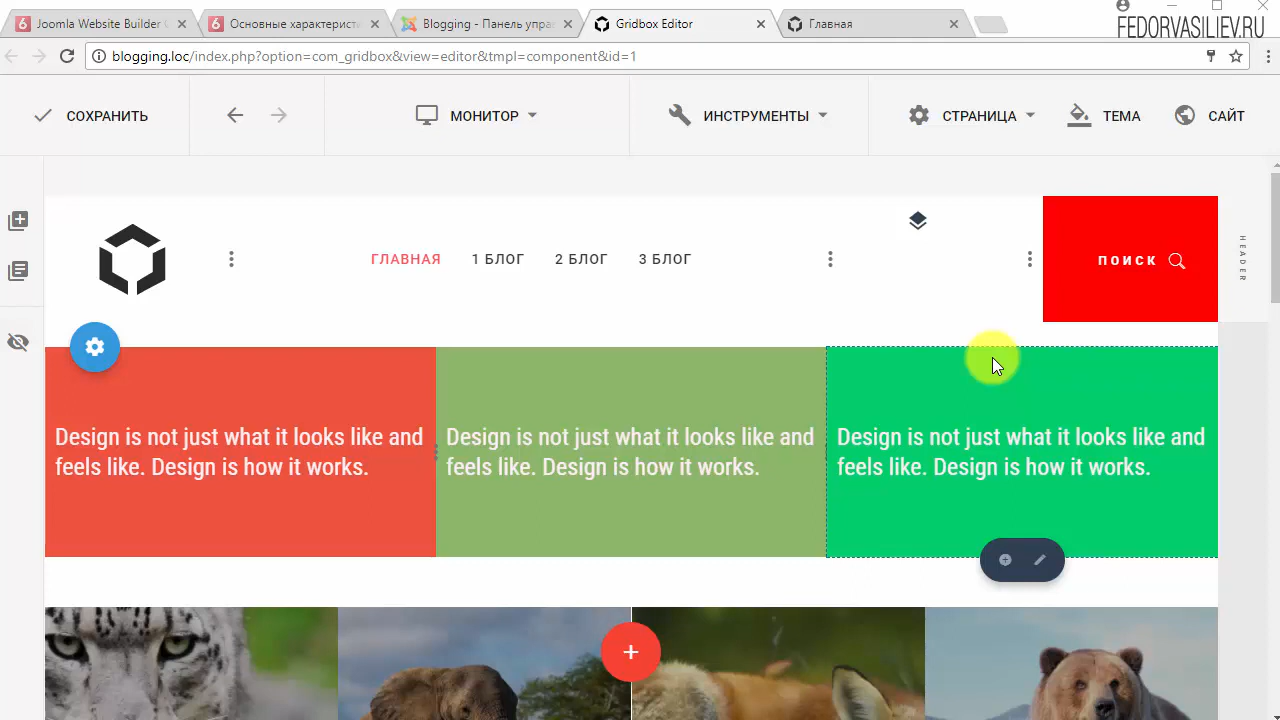 Joomla Website Builder
Основные характерист
Blogging - Панель упра
Gridbox Editor
Главная
FEDORVASILIEV.RU
blogging.loc/index.php?option=com_gridbox&view=editor&tmpl=component&id=1
СОХРАНИТЬ
МОНИТОР
ИНСТРУМЕНТЫ
СТРАНИЦА
ТЕМА
САЙТ
ГЛАВНАЯ
1 БЛОГ
2 БЛОГ
3 БЛОГ
ПОИСК
HEADER
Design is not just what it looks like and
feels like. Design is how it works.
Design is not just what it looks like and
feels like. Design is how it works.
Design is not just what it looks like and
feels like. Design is how it works.